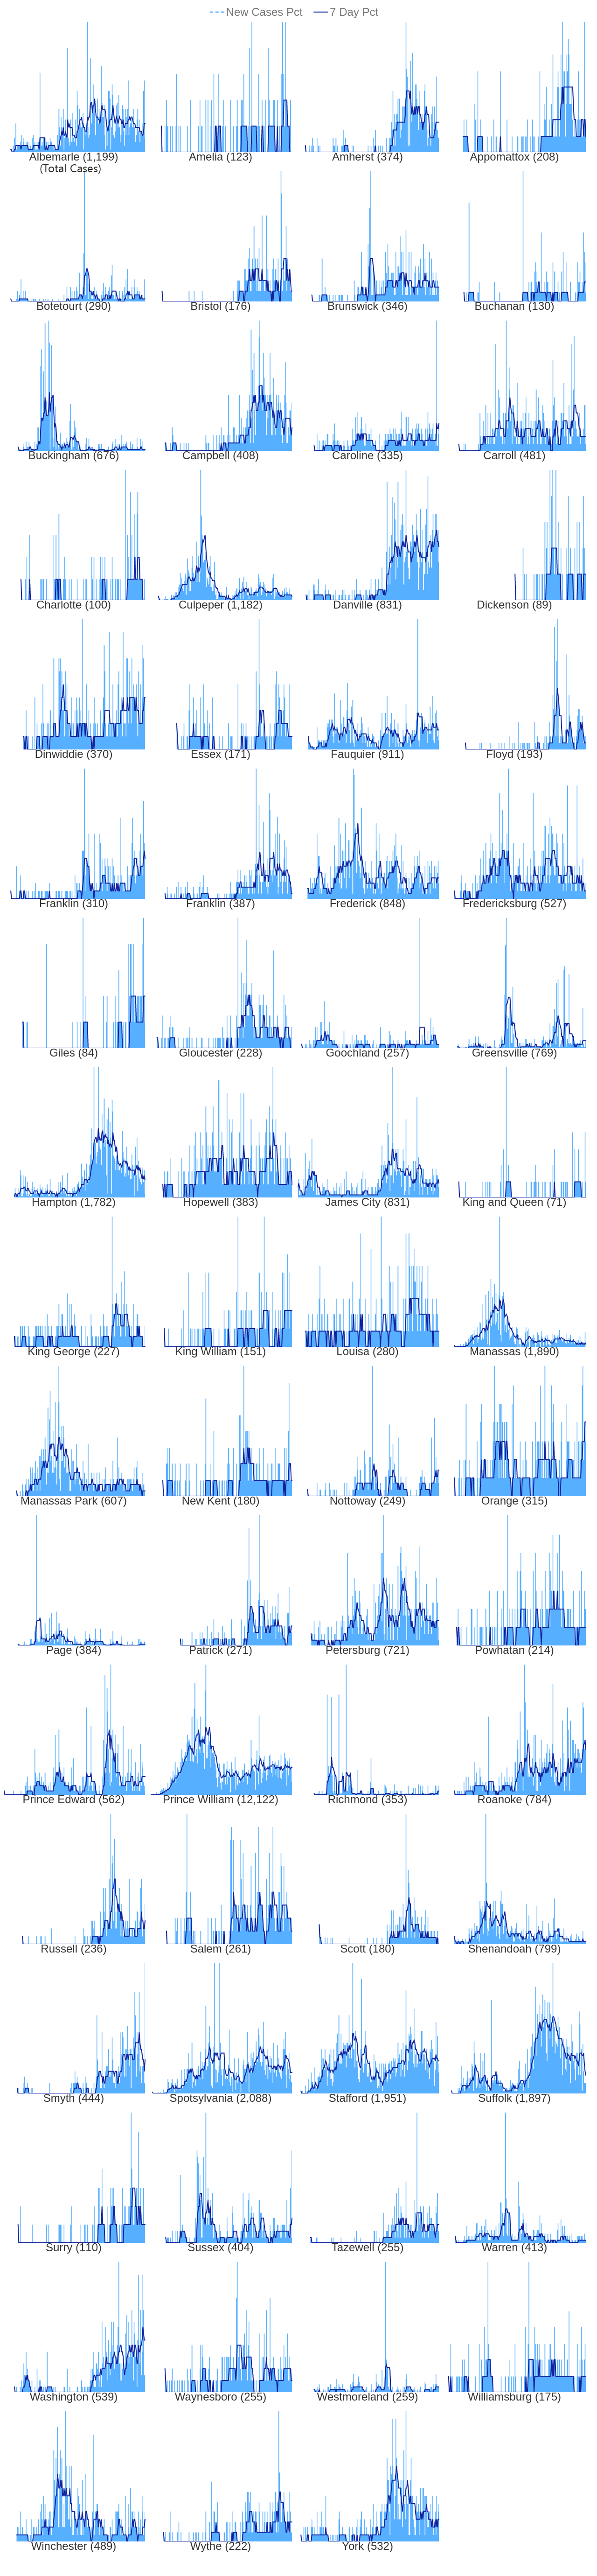 New Cases Pct 7 Day Pct
Albemarle (1,199) Amelia (123) Amherst (374) Appomattox (208)
(Total Cases)
Botetourt (290) Bristol (176) Brunswick (346) Buchanan (130)
Buckingham (676) Campbell (408) Caroline (335) Carroll (481)
Charlotte (100) Culpeper (1,182) Danville (831) Dickenson (89)
Dinwiddie (370) Essex (171) Fauquier (911) Floyd (193)
Franklin (310) Franklin (387) Frederick (848) Fredericksburg (527)
Giles (84) Gloucester (228) Goochland (257) Greensville (769)
Hampton (1,782) Hopewell (383) James City (831) King and Queen (71)
King George (227) King William (151) Louisa (280) Manassas (1,890)
Manassas Park (607) New Kent (180) Nottoway (249) Orange (315)
Page (384) Patrick (271) Petersburg (721) Powhatan (214)
Prince Edward (562) Prince William (12,122) Richmond (353) Roanoke (784)
Russell (236) Salem (261) Scott (180) Shenandoah (799)
Smyth (444) Spotsylvania (2,088) Stafford (1,951) Suffolk (1,897)
Surry (110) Sussex (404) Tazewell (255) Warren (413)
Washington (539) Waynesboro (255) Westmoreland (259) Williamsburg (175)
Winchester (489) Wythe (222) York (532)